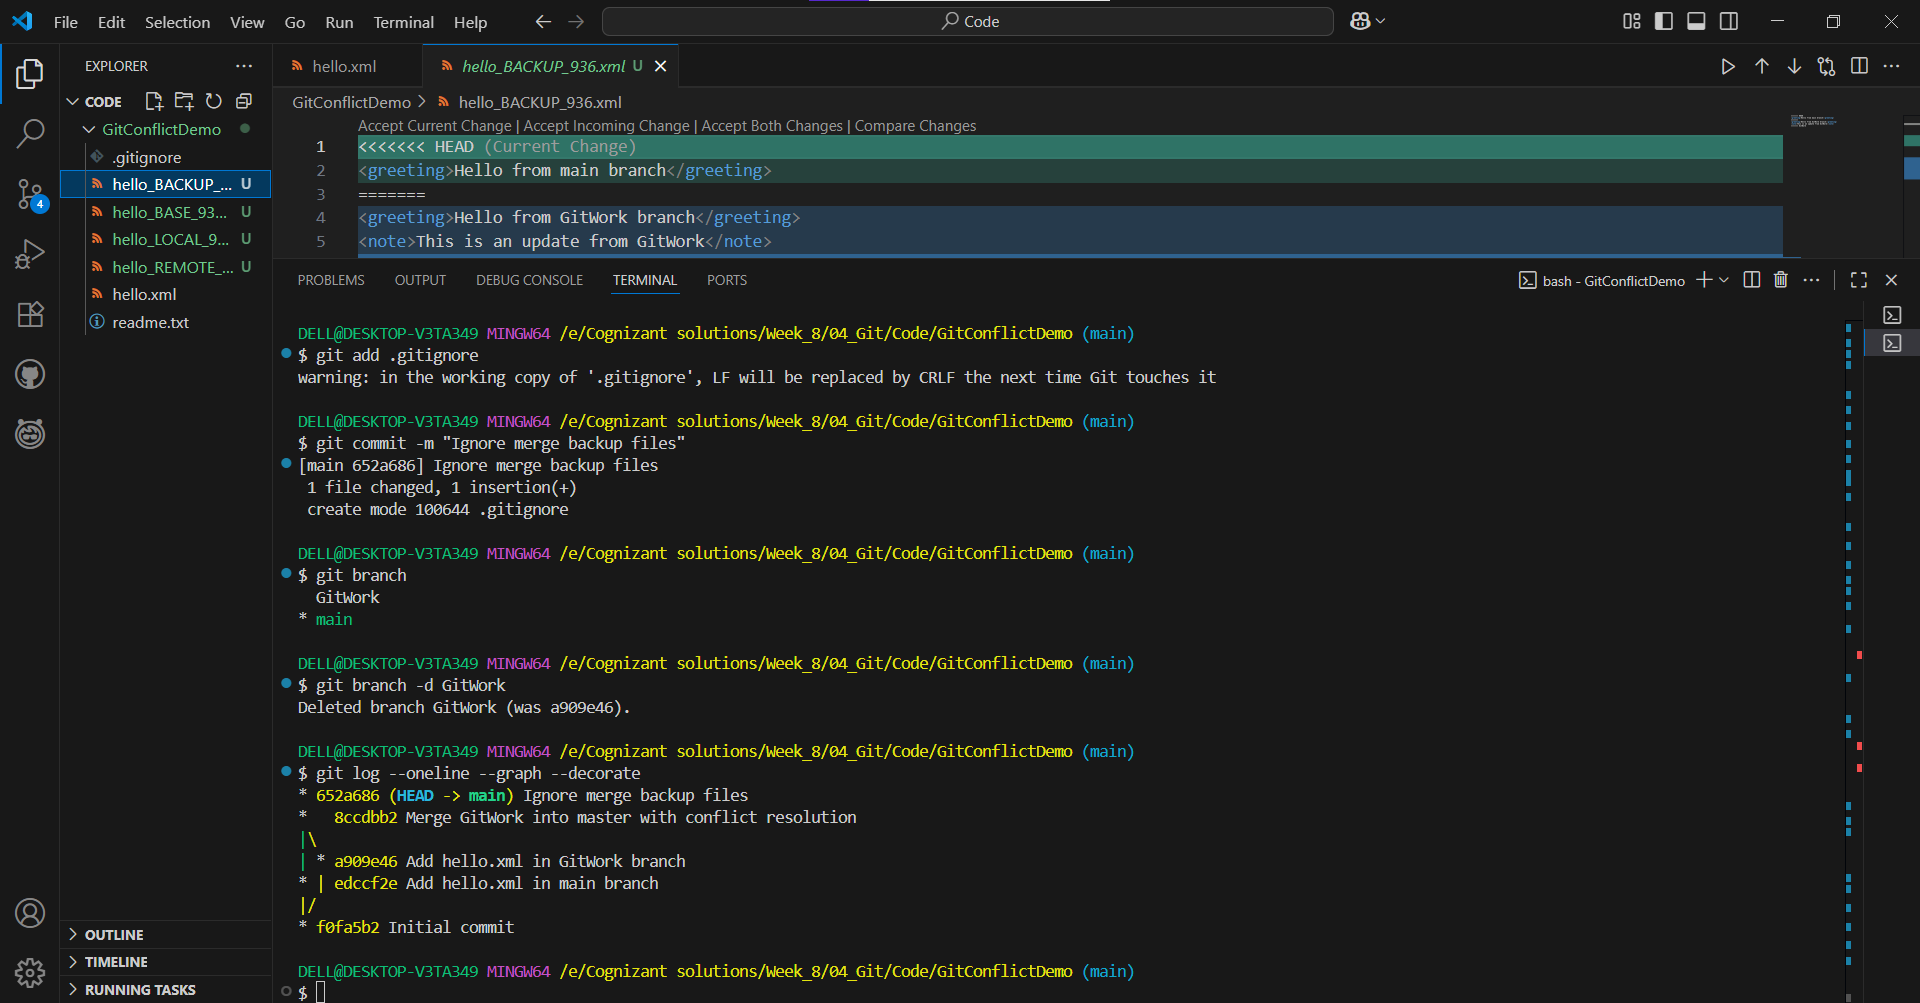 File Edit Selection View Go Run Terminal Help Code
EXPLORER
CODE
GitConflictDemo
.gitignore
hello_BACKUP_... U
hello_BASE_93... U
hello_LOCAL_9... U
hello_REMOTE_... U
hello.xml
readme.txt
4
OUTLINE
TIMELINE
RUNNING TASKS
hello.xml hello_BACKUP_936.xml U
GitConflictDemo > hello_BACKUP_936.xml
Accept Current Change | Accept Incoming Change | Accept Both Changes | Compare Changes
1 <<<<<<< HEAD (Current Change)
2 <greeting>Hello from main branch</greeting>
3 =======
4 <greeting>Hello from GitWork branch</greeting>
5 <note>This is an update from GitWork</note>
PROBLEMS OUTPUT DEBUG CONSOLE TERMINAL PORTS bash - GitConflictDemo
DELL@DESKTOP-V3TA349 MINGW64 /e/Cognizant solutions/Week_8/04_Git/Code/GitConflictDemo (main)
$ git add .gitignore
warning: in the working copy of '.gitignore', LF will be replaced by CRLF the next time Git touches it
DELL@DESKTOP-V3TA349 MINGW64 /e/Cognizant solutions/Week_8/04_Git/Code/GitConflictDemo (main)
$ git commit -m "Ignore merge backup files"
[main 652a686] Ignore merge backup files
1 file changed, 1 insertion(+)
create mode 100644 .gitignore
DELL@DESKTOP-V3TA349 MINGW64 /e/Cognizant solutions/Week_8/04_Git/Code/GitConflictDemo (main)
$ git branch
GitWork
* main
DELL@DESKTOP-V3TA349 MINGW64 /e/Cognizant solutions/Week_8/04_Git/Code/GitConflictDemo (main)
$ git branch -d GitWork
Deleted branch GitWork (was a909e46).
DELL@DESKTOP-V3TA349 MINGW64 /e/Cognizant solutions/Week_8/04_Git/Code/GitConflictDemo (main)
$ git log --oneline --graph --decorate
* 652a686 (HEAD -> main) Ignore merge backup files
*   8ccdbb2 Merge GitWork into master with conflict resolution
|\
| * a909e46 Add hello.xml in GitWork branch
* | edccf2e Add hello.xml in main branch
|/
* f0fa5b2 Initial commit
DELL@DESKTOP-V3TA349 MINGW64 /e/Cognizant solutions/Week_8/04_Git/Code/GitConflictDemo (main)
$